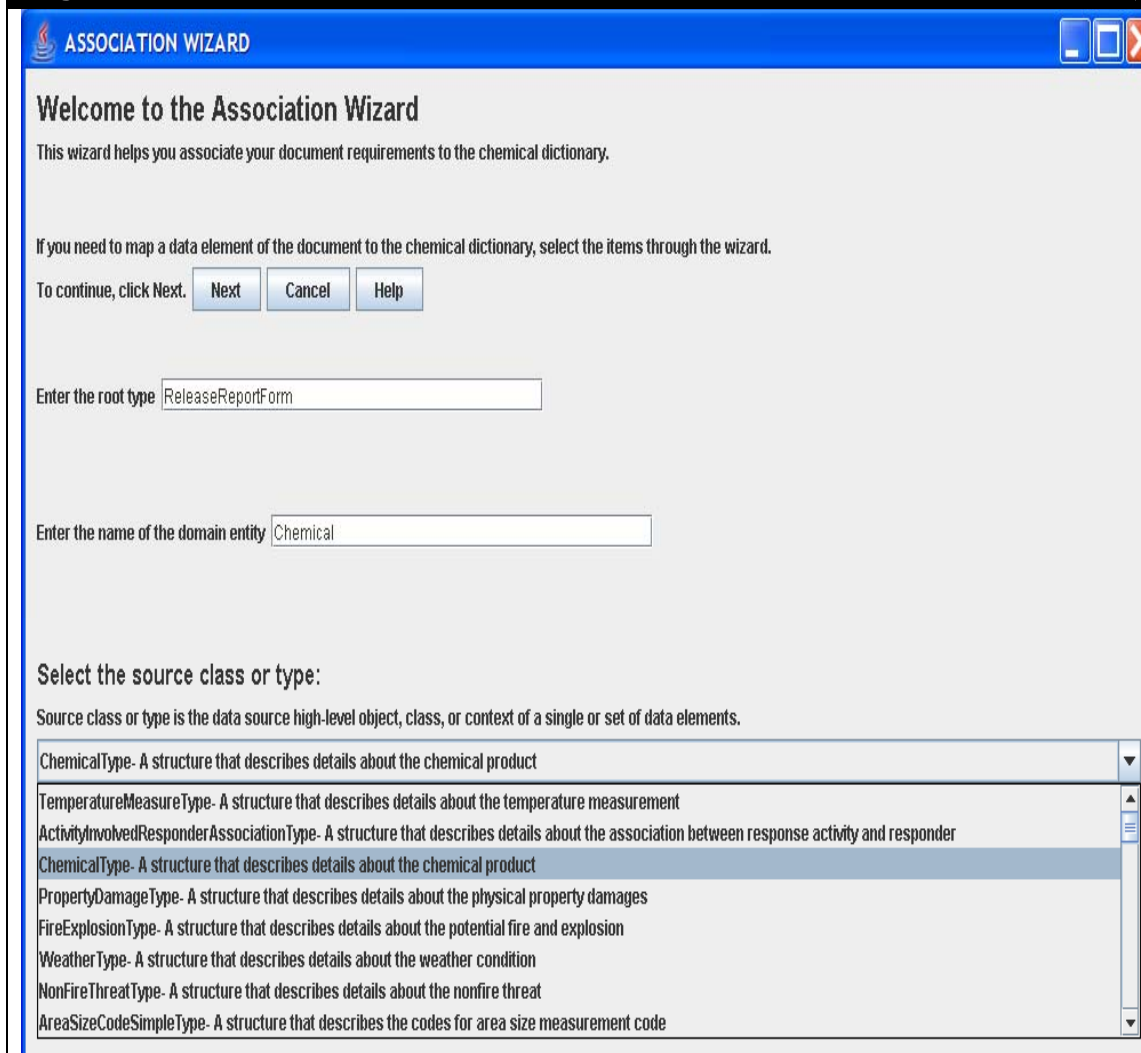 ASSOCIATION WIZARD
Welcome to the Association Wizard
This wizard helps you associate your document requirements to the chemical dictionary.
If you need to map a data element of the document to the chemical dictionary, select the items through the wizard.
To continue, click Next. Next Cancel Help
Enter the root type ReleaseReportForm
Enter the name of the domain entity Chemical
Select the source class or type:
Source class or type is the data source high-level object, class, or context of a single or set of data elements.
ChemicalType- A structure that describes details about the chemical product
TemperatureMeasureType- A structure that describes details about the temperature measurement
ActivityInvolvedResponderAssociationType- A structure that describes details about the association between response activity and responder
ChemicalType- A structure that describes details about the chemical product
PropertyDamageType- A structure that describes details about the physical property damages
FireExplosionType- A structure that describes details about the potential fire and explosion
WeatherType- A structure that describes details about the weather condition
NonFireThreatType- A structure that describes details about the nonfire threat
AreaSizeCodeSimpleType- A structure that describes the codes for area size measurement code